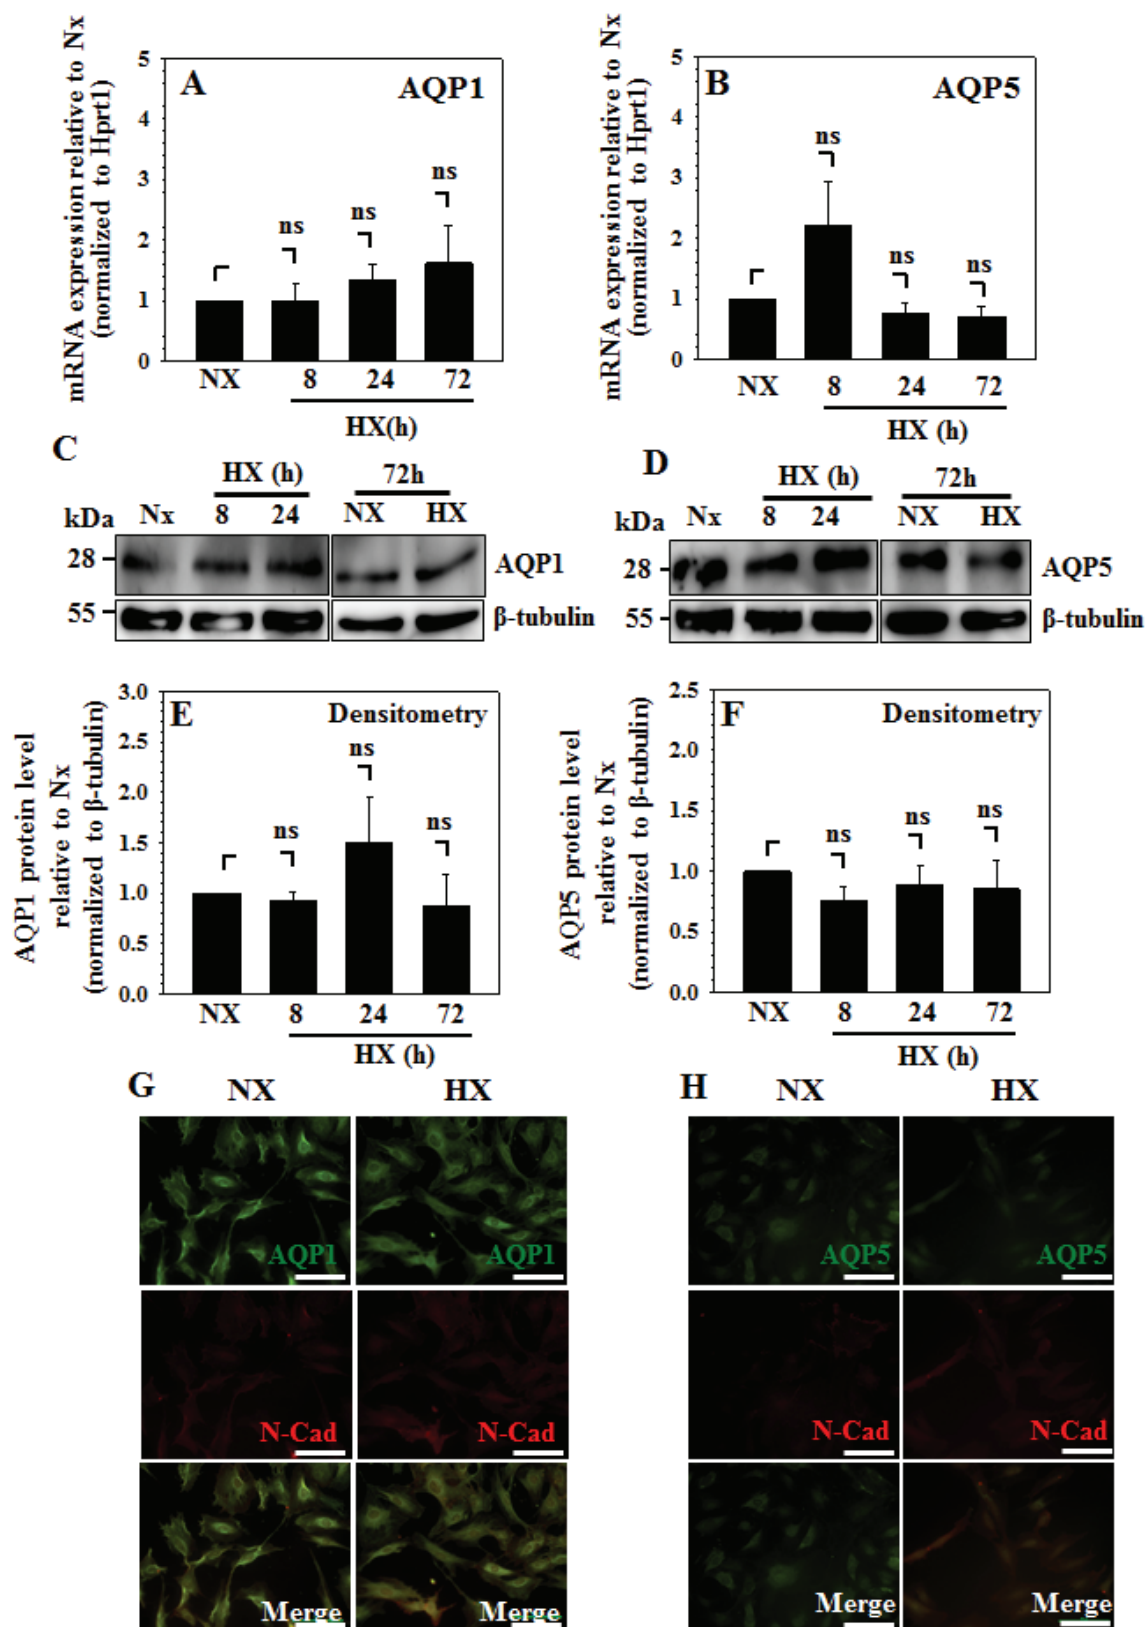 A
AQP1
mRNA expression relative to Nx
(normalized to Hprt1)
5
4
3
2
1
0
ns
ns
ns
NX
8
24
72
HX(h)
B
AQP5
mRNA expression relative to Nx
(normalized to Hprt1)
5
4
3
2
1
0
ns
ns
ns
NX
8
24
72
HX (h)
C
HX (h)
72h
kDa
Nx
8
24
NX
HX
28
AQP1
55
β-tubulin
D
HX (h)
72h
kDa
Nx
8
24
NX
HX
28
AQP5
55
β-tubulin
E
Densitometry
AQP1 protein level
relative to Nx
(normalized to β-tubulin)
3.0
2.5
2.0
1.5
1.0
0.5
0.0
ns
ns
ns
NX
8
24
72
HX (h)
F
Densitometry
AQP5 protein level
relative to Nx
(normalized to β-tubulin)
2.5
2.0
1.5
1.0
0.5
0.0
ns
ns
ns
NX
8
24
72
HX (h)
G
NX
HX
AQP1
AQP1
N-Cad
N-Cad
Merge
Merge
H
NX
HX
AQP5
AQP5
N-Cad
N-Cad
Merge
Merge